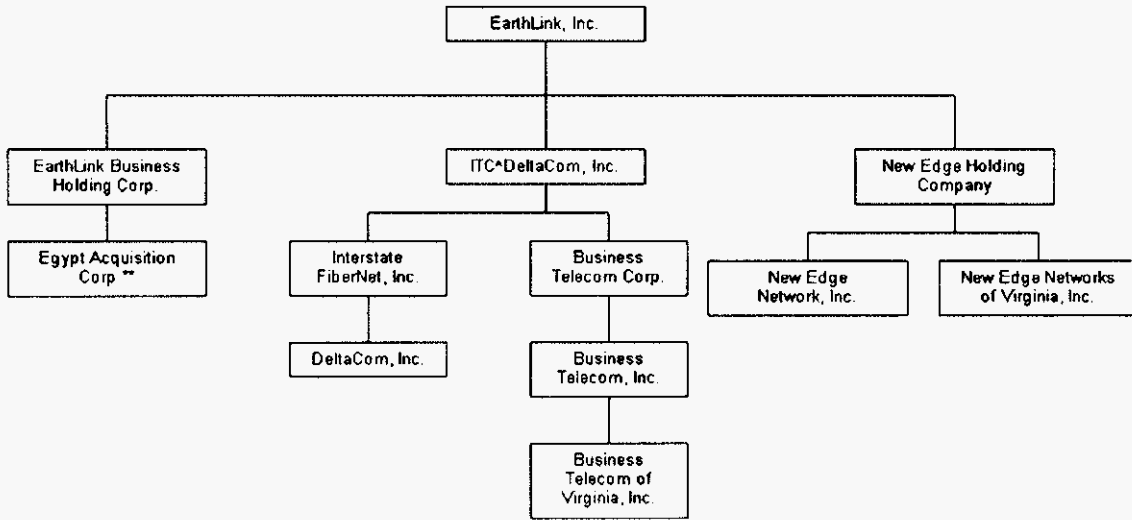 EarthLink, Inc.
EarthLink Business
Holding Corp.
ITC^DeltaCom, Inc.
New Edge Holding
Company
Egypt Acquisition
Corp **
Interstate
FiberNet, Inc.
Business
Telecom Corp.
New Edge
Network, Inc.
New Edge Networks
of Virginia, Inc.
DeltaCom, Inc.
Business
Telecom, Inc.
Business
Telecom of
Virginia, Inc.